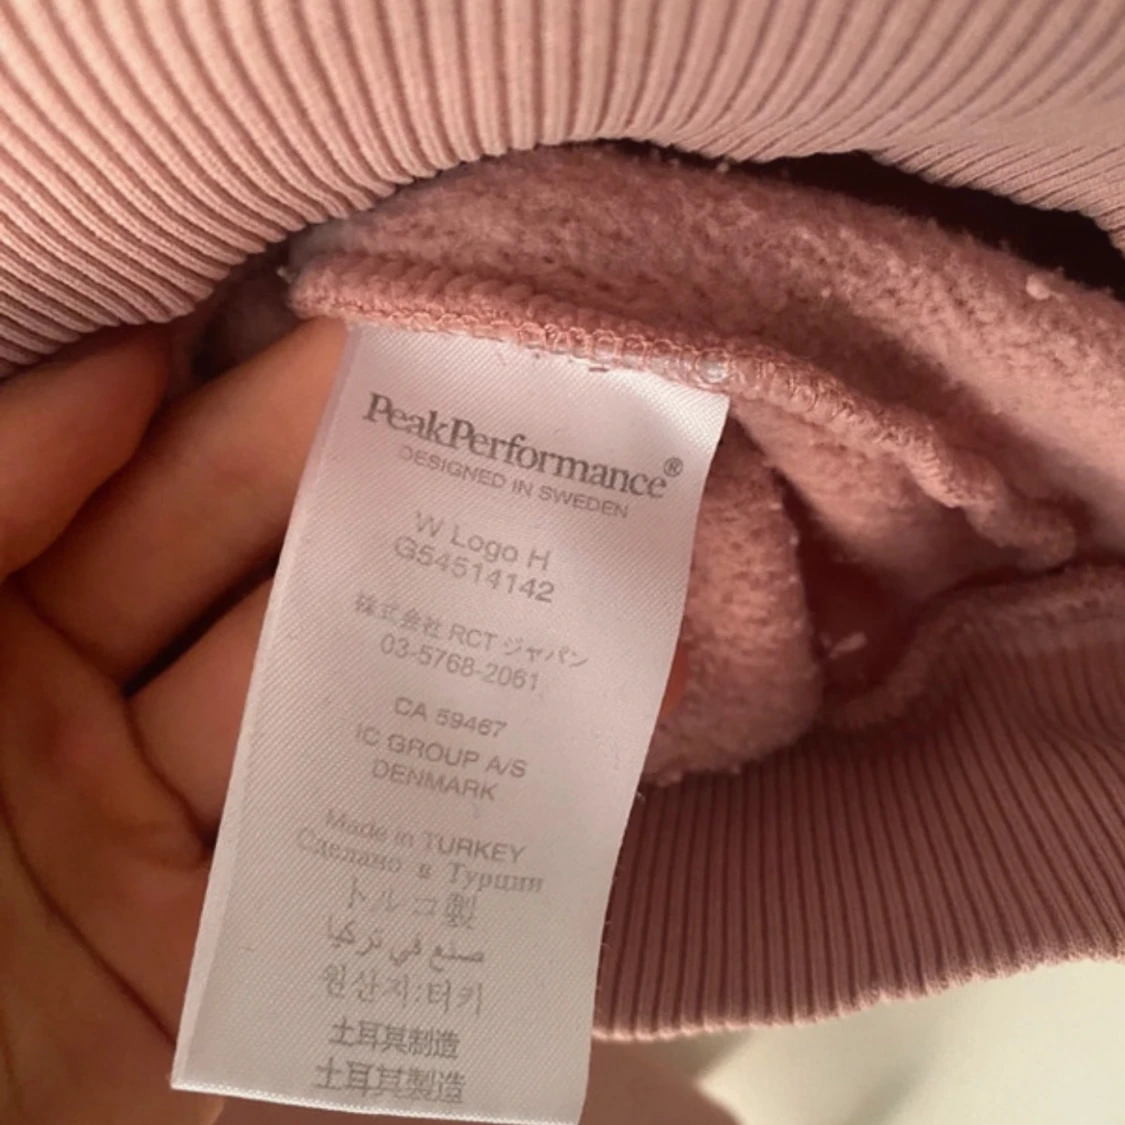 PeakPerformance®
DESIGNED IN SWEDEN
W Logo H
G54514142
株式会社 RCT ジャパン
03-5768-2061
CA 59467
IC GROUP A/S
DENMARK
Made in TURKEY
Сделано в Турции
トルコ製
صنع في تركيا
원산지:터키
土耳其制造
土耳其製造